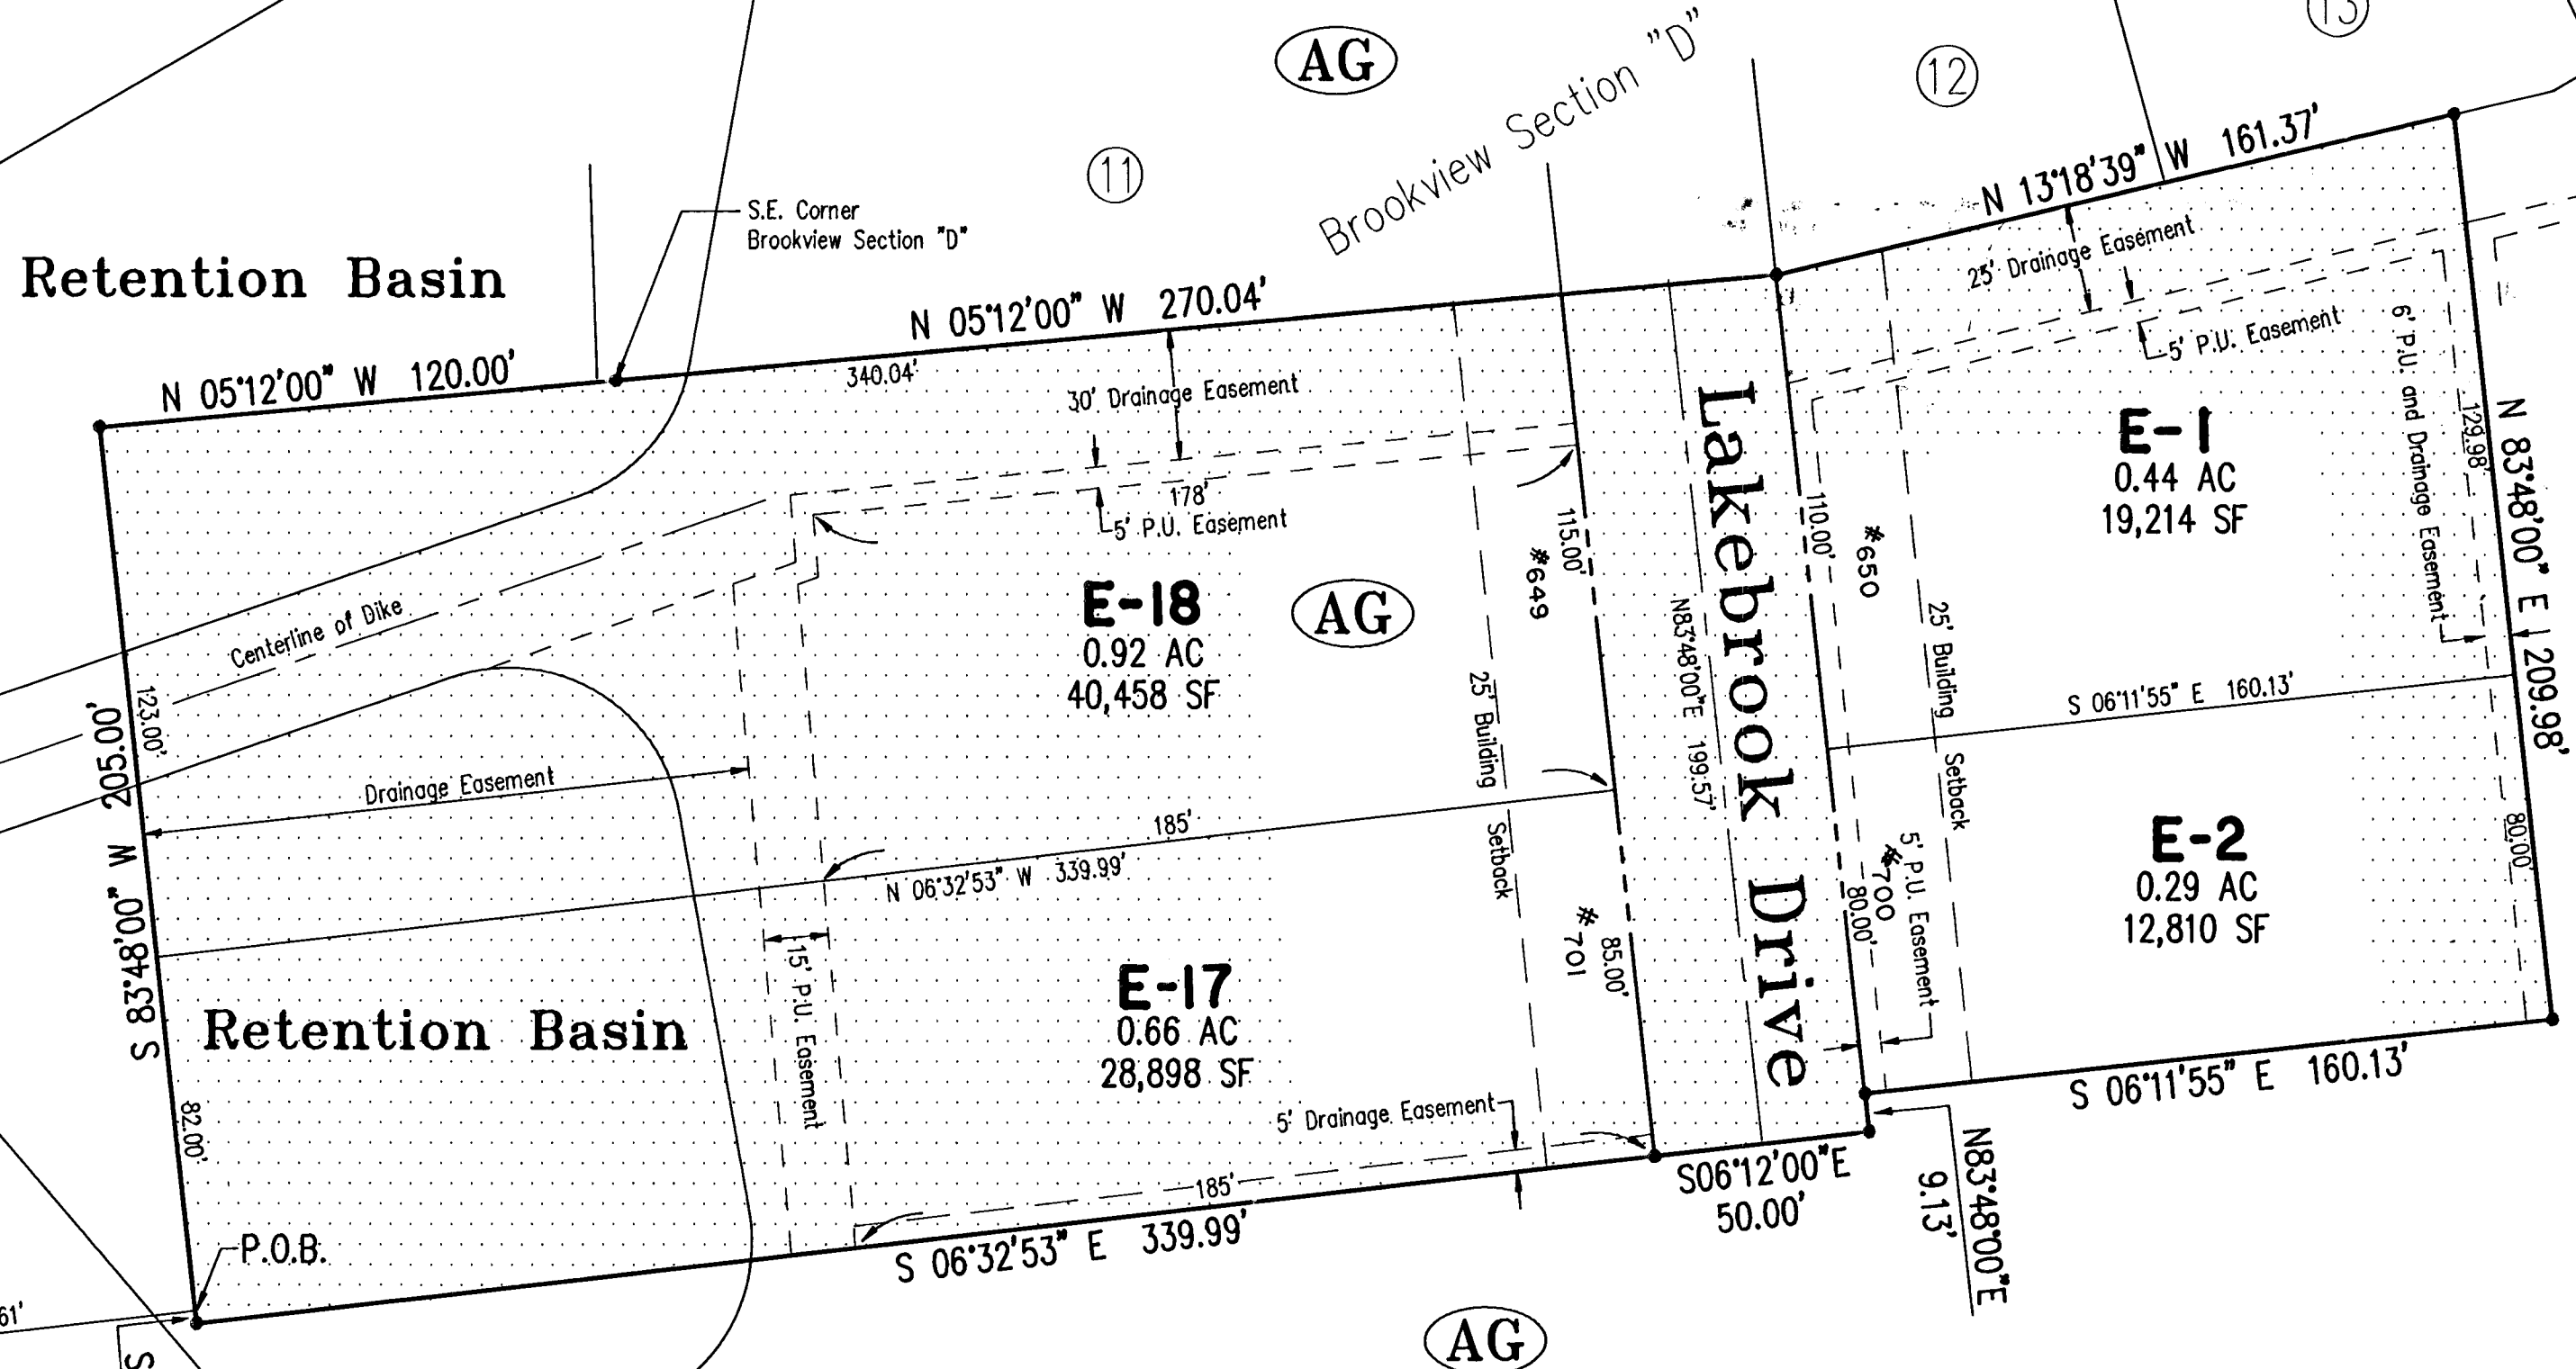 AG
Brookview Section "D"
12
13
11
S.E. Corner
Brookview Section "D"
Retention Basin
N 05°12'00" W 120.00'
N 05°12'00" W 270.04'
340.04'
N 13°18'39" W 161.37'
25' Drainage Easement
5' P.U. Easement
6' P.U. and Drainage Easement
129.98'
N 83°48'00" E 209.98'
30' Drainage Easement
178'
5' P.U. Easement
E-18
0.92 AC
40,458 SF
AG
115.00'
#649
25' Building Setback
Lakebrook Drive
N83°48'00"E 199.57'
110.00'
#650
25' Building Setback
E-1
0.44 AC
19,214 SF
S 06°11'55" E 160.13'
Centerline of Dike
123.00'
S 83°48'00" W 205.00'
Drainage Easement
185'
N 06°32'53" W 339.99'
E-2
0.29 AC
12,810 SF
80.00'
#700
80.00'
5' P.U. Easement
#701
85.00'
15' P.U. Easement
E-17
0.66 AC
28,898 SF
Retention Basin
82.00'
5' Drainage Easement
185'
S 06°32'53" E 339.99'
S06°12'00"E
50.00'
N83°48'00"E
9.13'
S 06°11'55" E 160.13'
P.O.B.
61'
S
AG